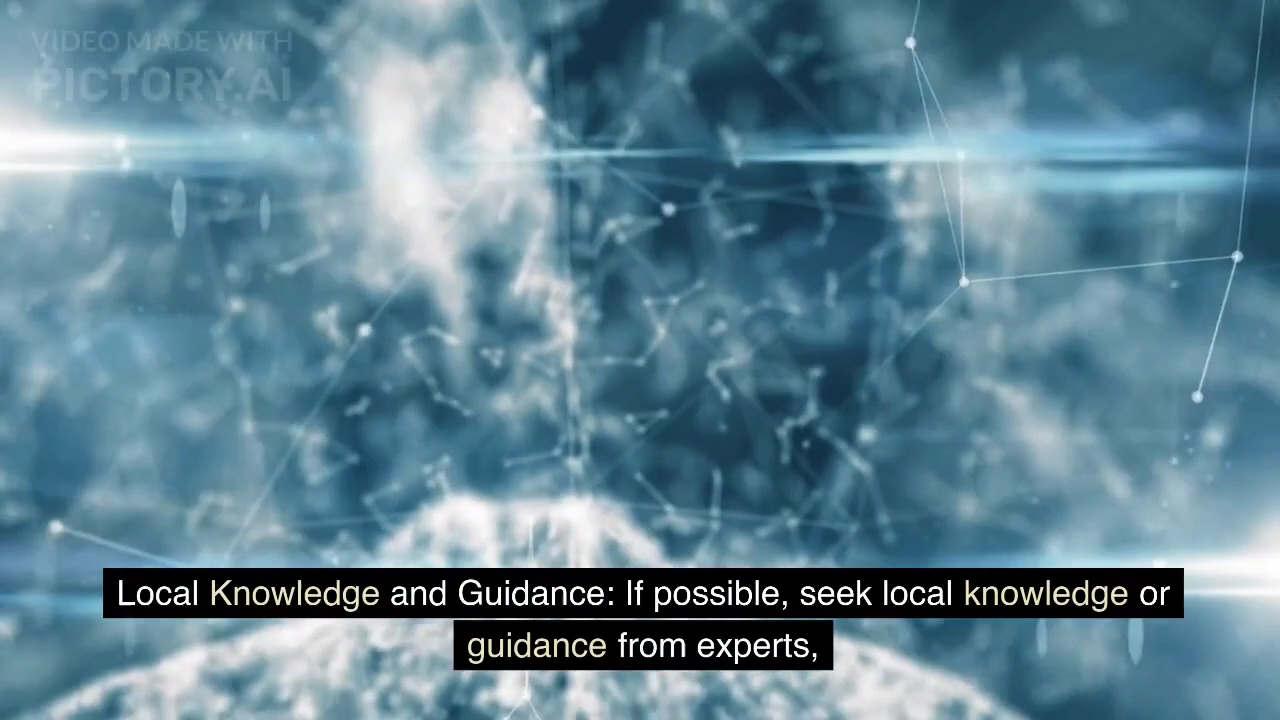 VIDEO MADE WITH
PICTORY.AI
Local Knowledge and Guidance: If possible, seek local knowledge or
guidance from experts,